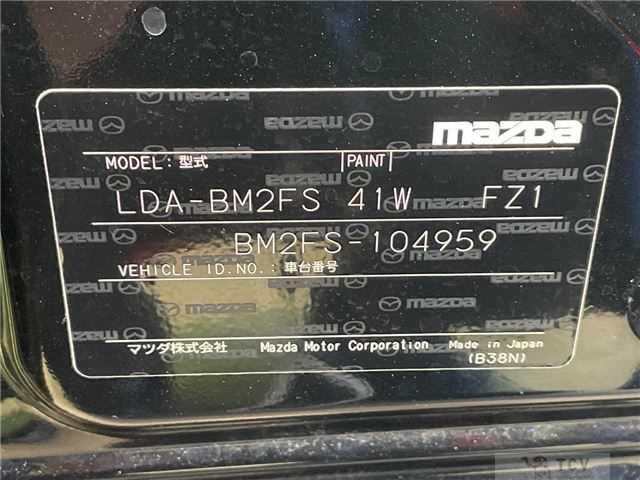 mazda
MODEL:型式 PAINT
LDA-BM2FS 41W FZ1
BM2FS-104959
VEHICLE ID.NO.:車台番号
マツダ株式会社 Mazda Motor Corporation Made in Japan
(B38N)
TCV